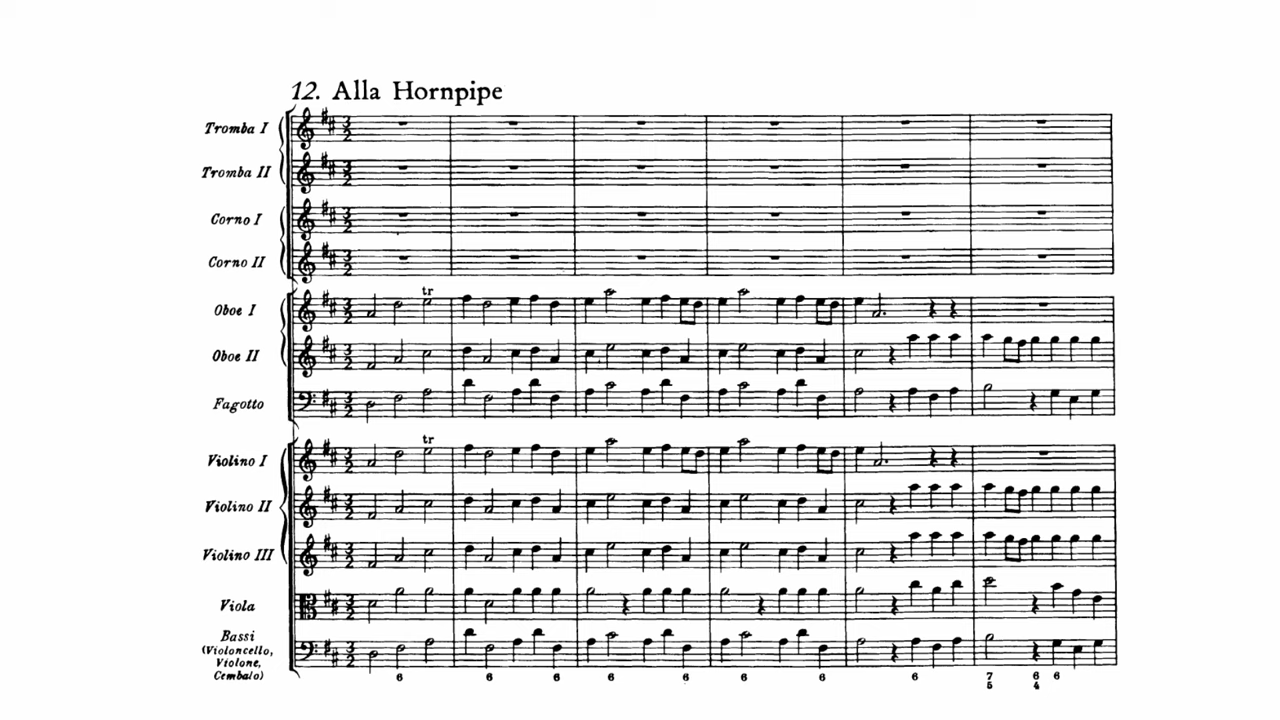 12. Alla Hornpipe
Tromba I
Tromba II
Corno I
Corno II
tr
Oboe I
Oboe II
Fagotto
tr
Violino I
Violino II
Violino III
Viola
Bassi
(Violoncello,
Violone,
Cembalo)
6 6 6 6 6 6 6 7 6 6
5 4